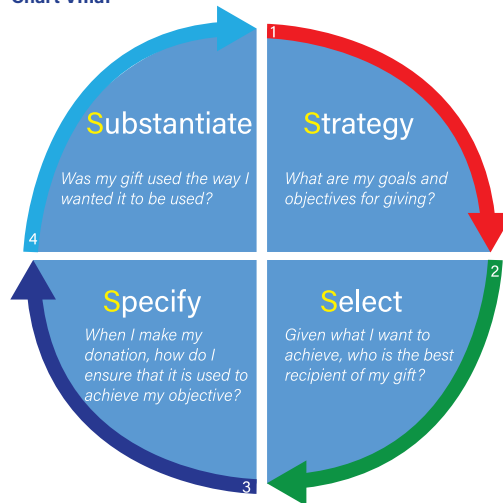 1
Strategy
What are my goals and
objectives for giving?
2
Select
Given what I want to
achieve, who is the best
recipient of my gift?
3
Specify
When I make my
donation, how do I
ensure that it is used to
achieve my objective?
4
Substantiate
Was my gift used the way I
wanted it to be used?